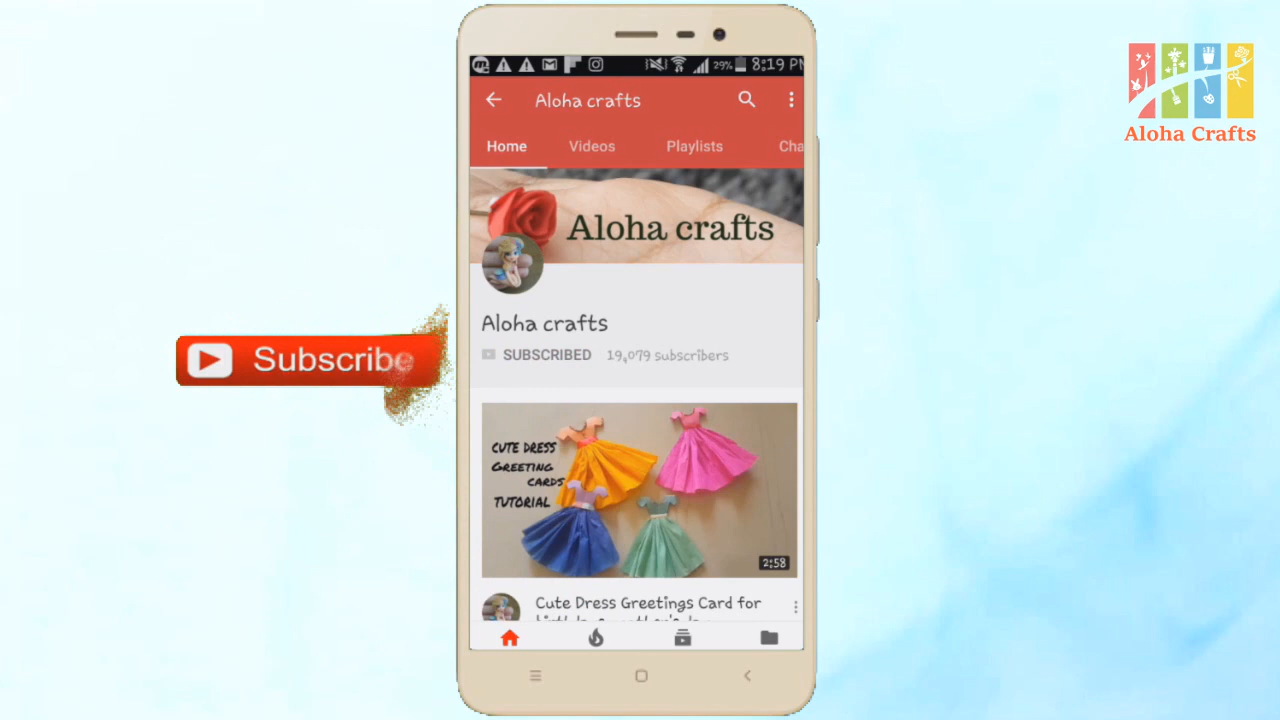 29% 8:19 PM
Aloha crafts
Home Videos Playlists Cha
Aloha crafts
Aloha crafts
SUBSCRIBED 19,079 subscribers
CUTE DRESS
GREETING
CARDS
TUTORIAL
2:58
Cute Dress Greetings Card for
Subscribe
Aloha Crafts